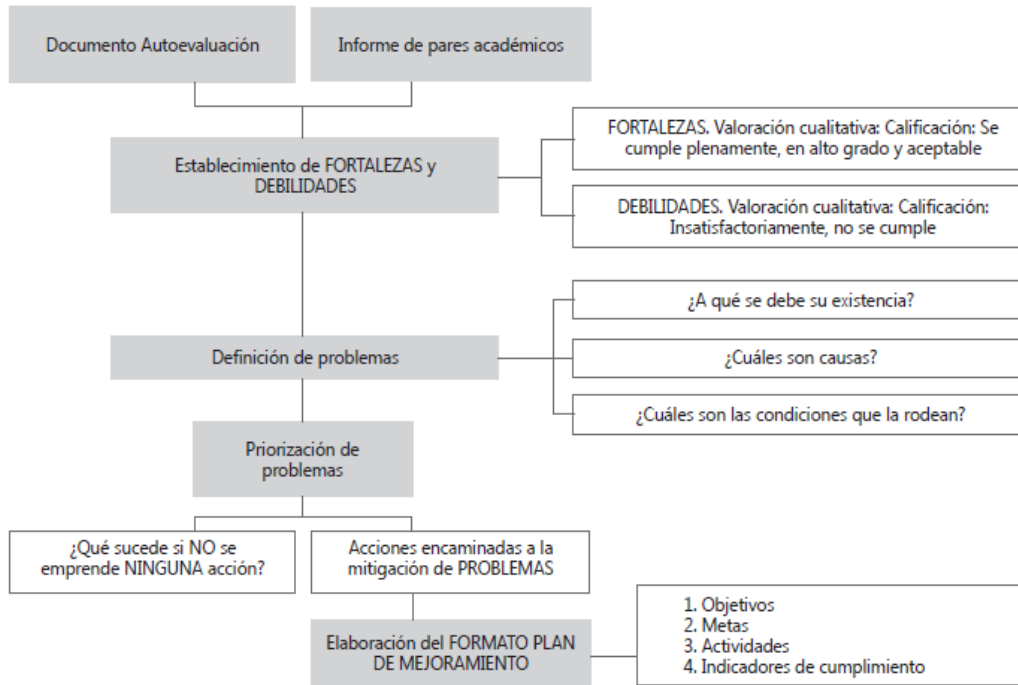 Documento Autoevaluación
Informe de pares académicos
Establecimiento de FORTALEZAS y
DEBILIDADES
FORTALEZAS. Valoración cualitativa: Calificación: Se
cumple plenamente, en alto grado y aceptable
DEBILIDADES. Valoración cualitativa: Calificación:
Insatisfactoriamente, no se cumple
Definición de problemas
¿A qué se debe su existencia?
¿Cuáles son causas?
¿Cuáles son las condiciones que la rodean?
Priorización de
problemas
¿Qué sucede si NO se
emprende NINGUNA acción?
Acciones encaminadas a la
mitigación de PROBLEMAS
Elaboración del FORMATO PLAN
DE MEJORAMIENTO
1. Objetivos
2. Metas
3. Actividades
4. Indicadores de cumplimiento